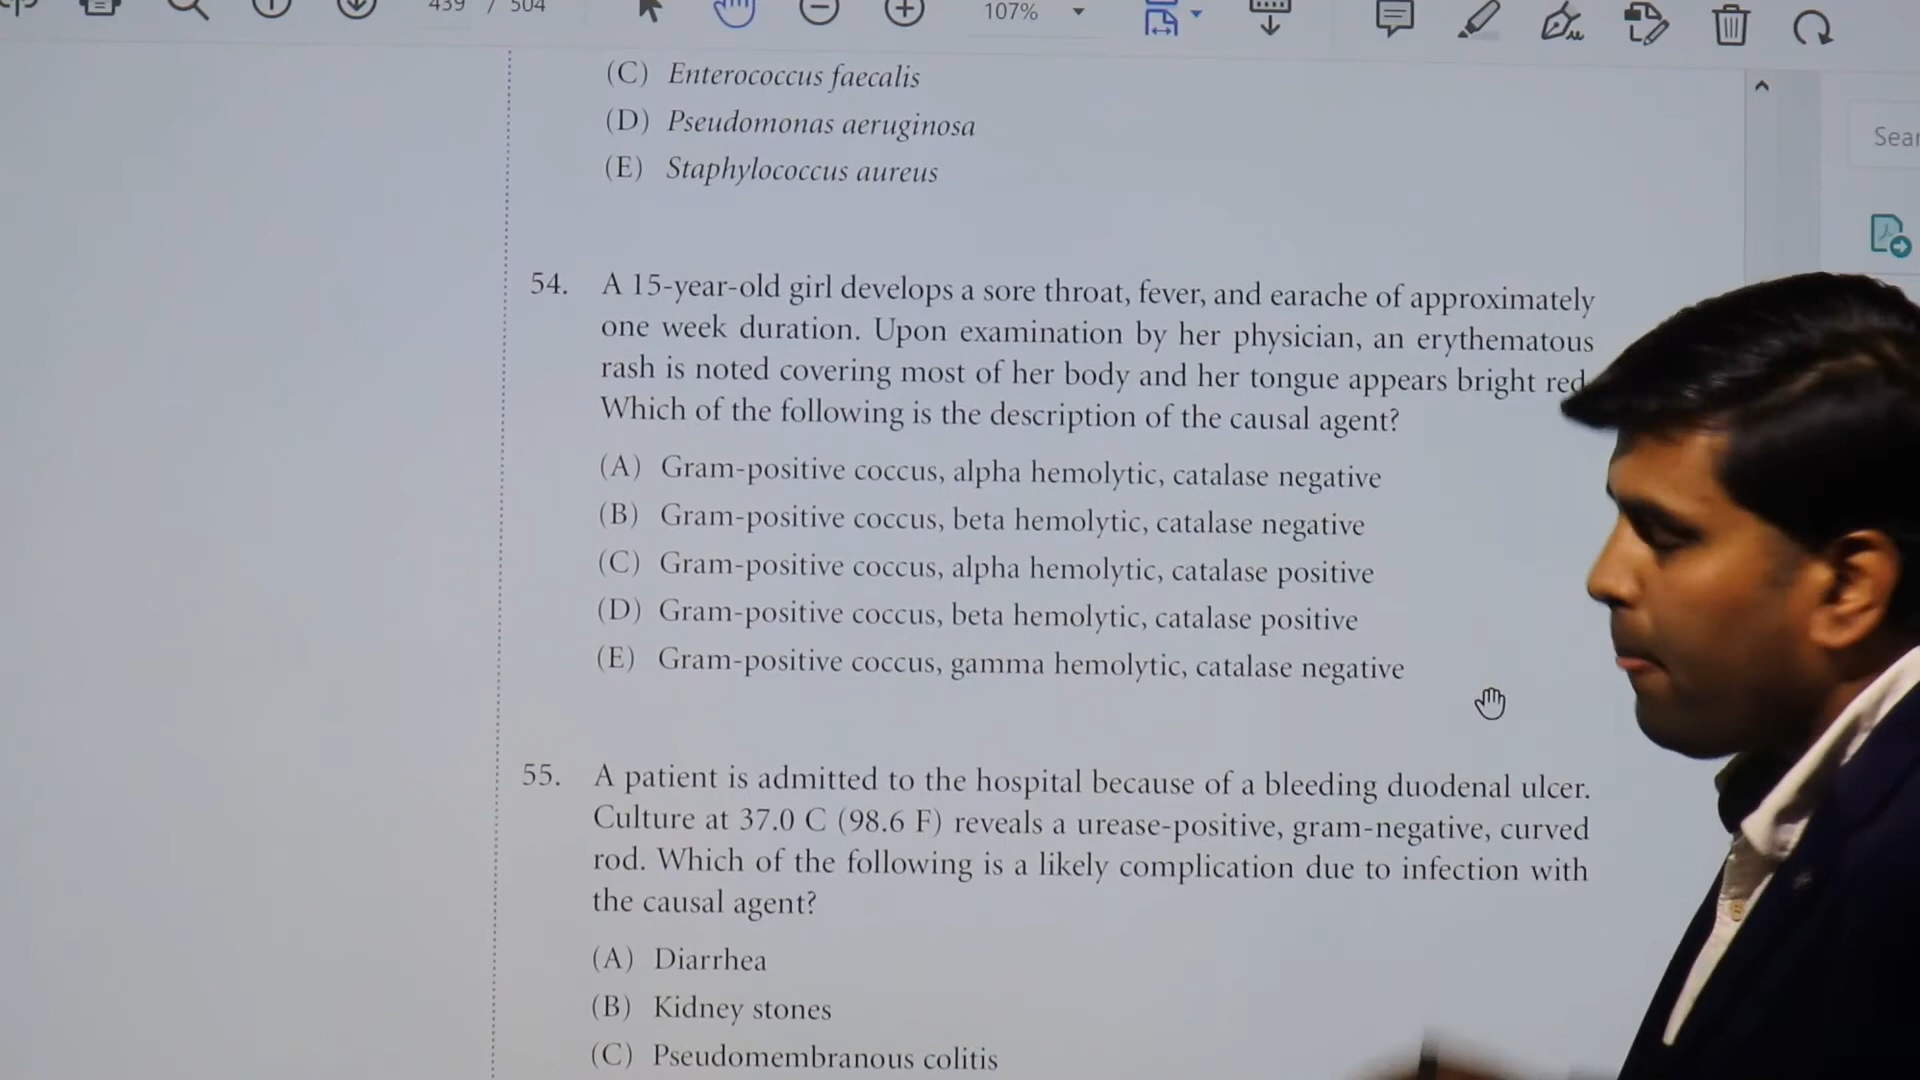 439 / 504
107%
(C) Enterococcus faecalis
(D) Pseudomonas aeruginosa
(E) Staphylococcus aureus
54. A 15-year-old girl develops a sore throat, fever, and earache of approximately
one week duration. Upon examination by her physician, an erythematous
rash is noted covering most of her body and her tongue appears bright red
Which of the following is the description of the causal agent?
(A) Gram-positive coccus, alpha hemolytic, catalase negative
(B) Gram-positive coccus, beta hemolytic, catalase negative
(C) Gram-positive coccus, alpha hemolytic, catalase positive
(D) Gram-positive coccus, beta hemolytic, catalase positive
(E) Gram-positive coccus, gamma hemolytic, catalase negative
55. A patient is admitted to the hospital because of a bleeding duodenal ulcer.
Culture at 37.0 C (98.6 F) reveals a urease-positive, gram-negative, curved
rod. Which of the following is a likely complication due to infection with
the causal agent?
(A) Diarrhea
(B) Kidney stones
(C) Pseudomembranous colitis